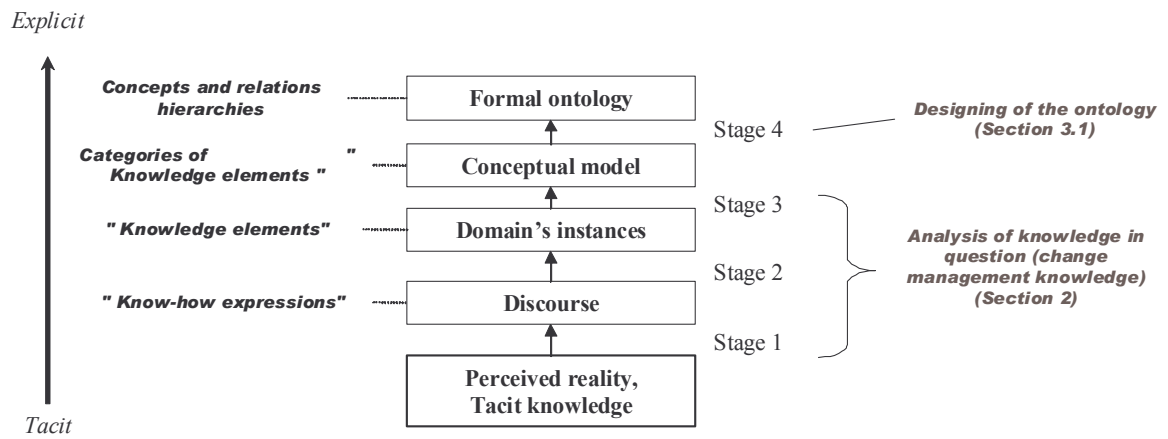 Explicit
Concepts and relations
hierarchies
Formal ontology
Stage 4
Designing of the ontology
(Section 3.1)
Categories of "
Knowledge elements "
Conceptual model
Stage 3
" Knowledge elements"
Domain's instances
Analysis of knowledge in
question (change
management knowledge)
(Section 2)
Stage 2
" Know-how expressions"
Discourse
Stage 1
Perceived reality,
Tacit knowledge
Tacit